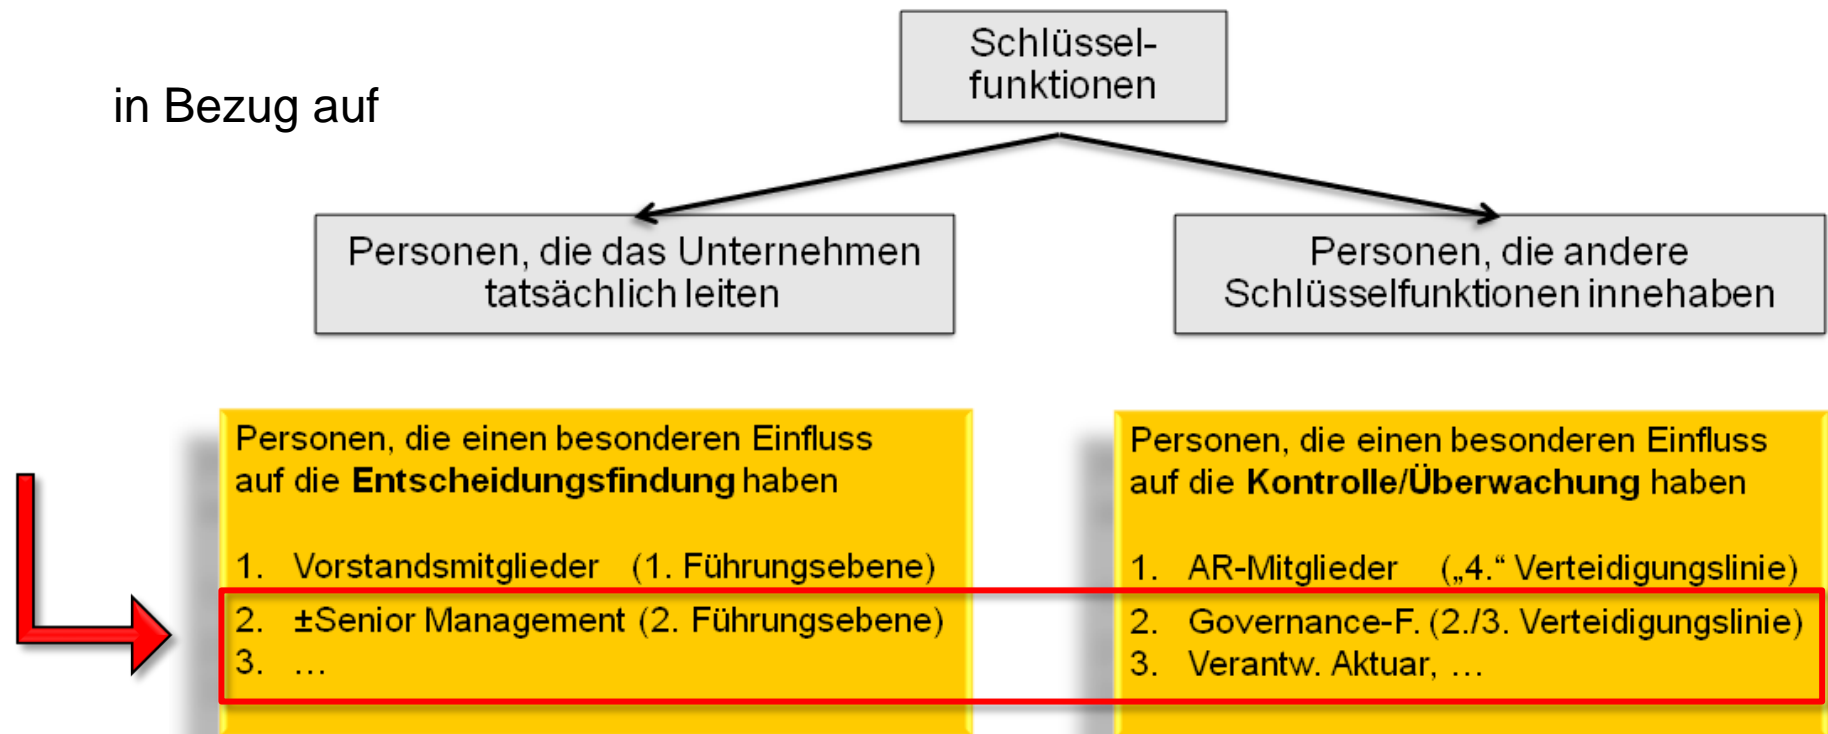 in Bezug auf
Schlüssel-
funktionen
Personen, die das Unternehmen
tatsächlich leiten
Personen, die andere
Schlüsselfunktionen innehaben
Personen, die einen besonderen Einfluss
auf die Entscheidungsfindung haben
1. Vorstandsmitglieder (1. Führungsebene)
2. ±Senior Management (2. Führungsebene)
3. …
Personen, die einen besonderen Einfluss
auf die Kontrolle/Überwachung haben
1. AR-Mitglieder („4.“ Verteidigungslinie)
2. Governance-F. (2./3. Verteidigungslinie)
3. Verantw. Aktuar, …